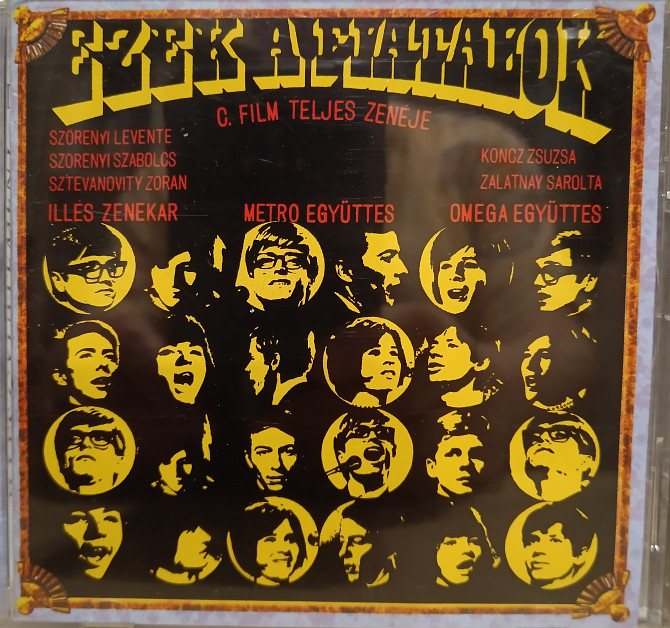 EZEK A FIATALOK
C. FILM TELJES ZENÉJE
SZÖRÉNYI LEVENTE
SZÖRÉNYI SZABOLCS
SZTEVANOVITY ZORÁN
KONCZ ZSUZSA
ZALATNAY SAROLTA
ILLÉS ZENEKAR
METRO EGYÜTTES
OMEGA EGYÜTTES